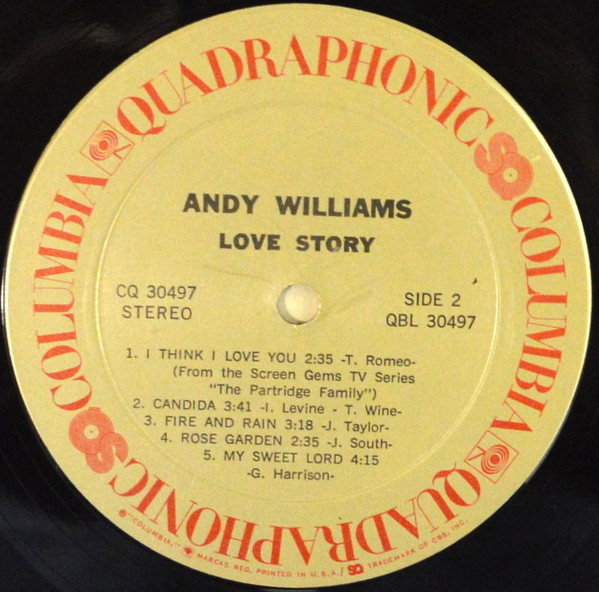 QUADRAPHONIC
SQ
COLUMBIA
QUADRAPHONIC
SQ
COLUMBIA
ANDY WILLIAMS
LOVE STORY
CQ 30497
STEREO
SIDE 2
QBL 30497
1. I THINK I LOVE YOU 2:35 -T. Romeo-
(From the Screen Gems TV Series
"The Partridge Family")
2. CANDIDA 3:41 -I. Levine - T. Wine-
3. FIRE AND RAIN 3:18 -J. Taylor-
4. ROSE GARDEN 2:35 -J. South-
5. MY SWEET LORD 4:15
-G. Harrison-
"COLUMBIA," MARCAS REG. PRINTED IN U.S.A./ SQ TRADEMARK OF CBS, INC.